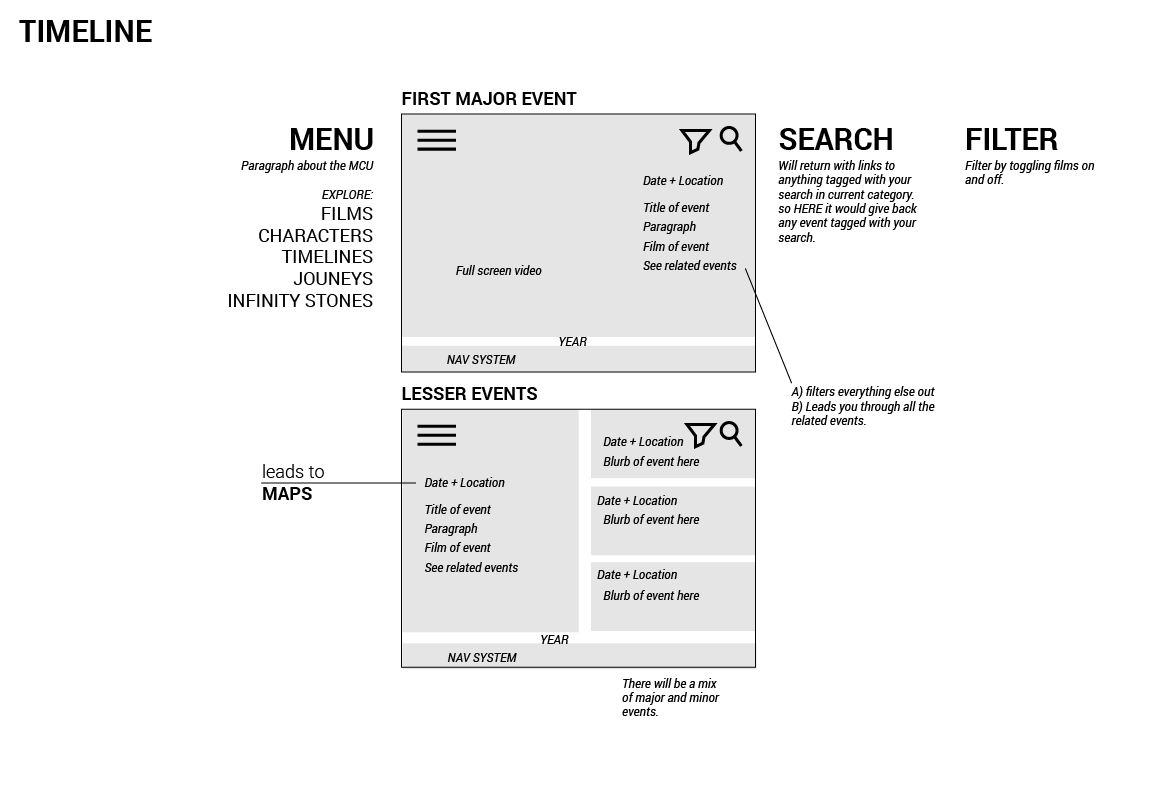 TIMELINE
FIRST MAJOR EVENT
MENU
Paragraph about the MCU
EXPLORE:
FILMS
CHARACTERS
TIMELINES
JOUNEYS
INFINITY STONES
Date + Location
Title of event
Paragraph
Film of event
See related events
Full screen video
YEAR
NAV SYSTEM
SEARCH
Will return with links to
anything tagged with your
search in current category.
so HERE it would give back
any event tagged with your
search.
FILTER
Filter by toggling films on
and off.
A) filters everything else out
B) Leads you through all the
related events.
LESSER EVENTS
leads to
MAPS
Date + Location
Title of event
Paragraph
Film of event
See related events
Date + Location
Blurb of event here
Date + Location
Blurb of event here
Date + Location
Blurb of event here
YEAR
NAV SYSTEM
There will be a mix
of major and minor
events.